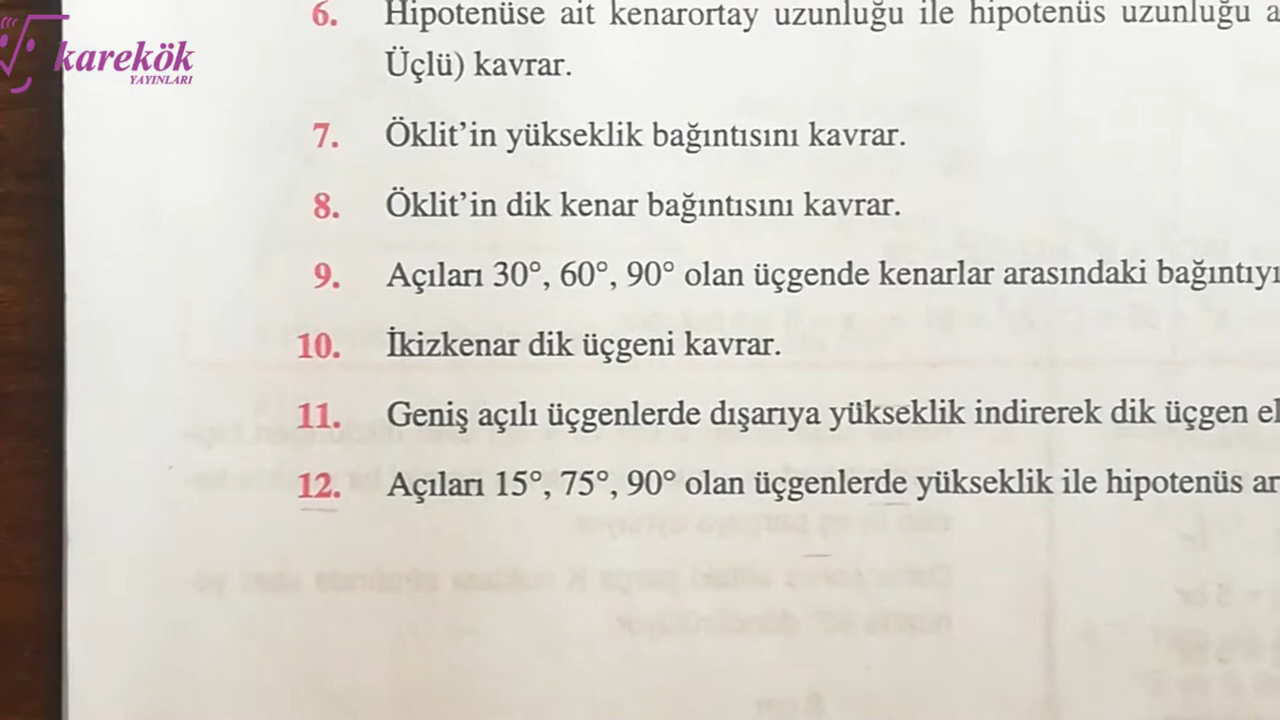 karekök
YAYINLARI
6. Hipotenüse ait kenarortay uzunluğu ile hipotenüs uzunluğu a
Üçlü) kavrar.
7. Öklit’in yükseklik bağıntısını kavrar.
8. Öklit’in dik kenar bağıntısını kavrar.
9. Açıları 30°, 60°, 90° olan üçgende kenarlar arasındaki bağıntıyı
10. İkizkenar dik üçgeni kavrar.
11. Geniş açılı üçgenlerde dışarıya yükseklik indirerek dik üçgen el
12. Açıları 15°, 75°, 90° olan üçgenlerde yükseklik ile hipotenüs ar